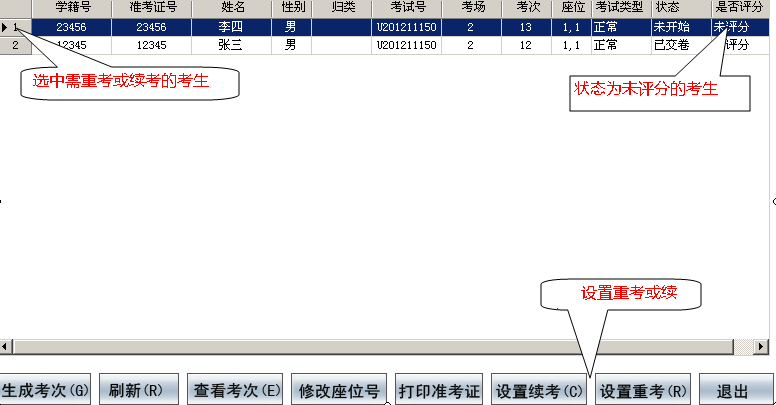 学籍号 准考证号 姓名 性别 归类 考试号 考场 考次 座位 考试类型 状态 是否评分
1 23456 23456 李四 男 U201211150 2 13 1,1 正常 未开始 未评分
2 12345 12345 张三 男 U201211150 2 12 1,1 正常 已交卷 评分
选中需重考或续考的考生
状态为未评分的考生
设置重考或续
生成考次(G) 刷新(R) 查看考次(E) 修改座位号 打印准考证 设置续考(C) 设置重考(R) 退出